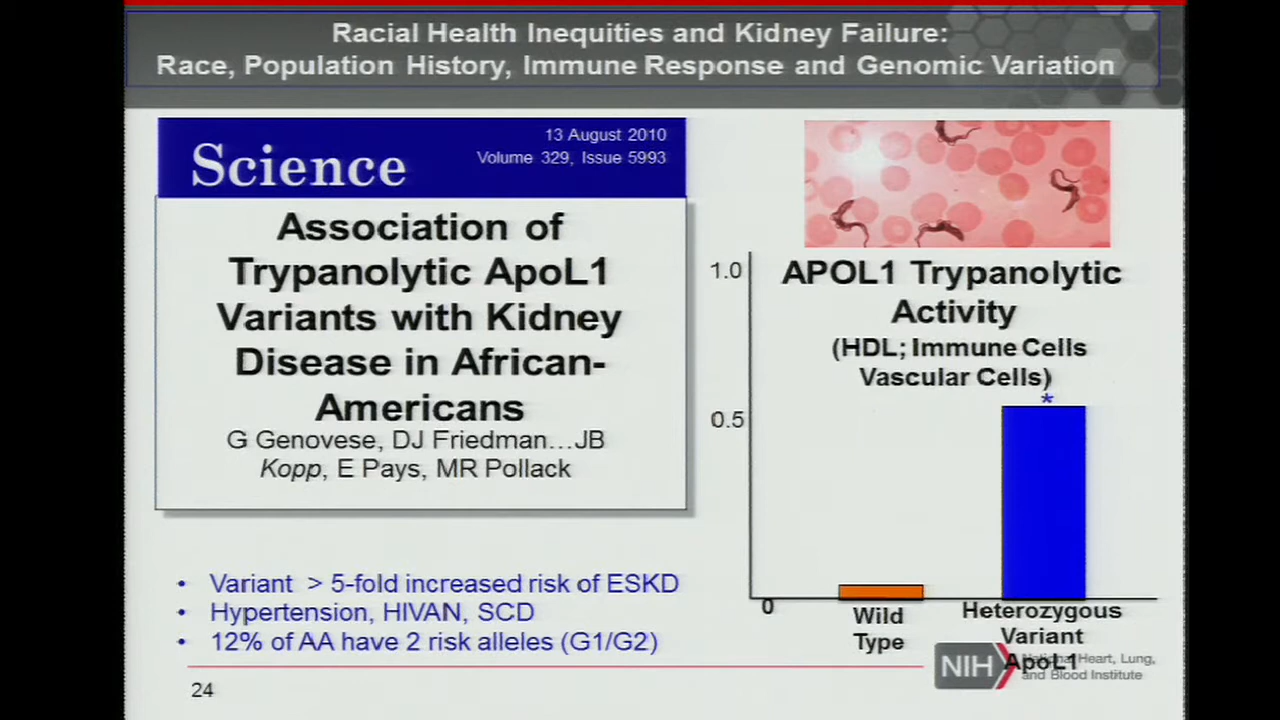 Racial Health Inequities and Kidney Failure:
Race, Population History, Immune Response and Genomic Variation
Science
13 August 2010
Volume 329, Issue 5993
Association of
Trypanolytic ApoL1
Variants with Kidney
Disease in African-
Americans
G Genovese, DJ Friedman…JB
Kopp, E Pays, MR Pollack
• Variant > 5-fold increased risk of ESKD
• Hypertension, HIVAN, SCD
• 12% of AA have 2 risk alleles (G1/G2)
24
APOL1 Trypanolytic
Activity
(HDL; Immune Cells
Vascular Cells)
*
1.0
0.5
0
Wild
Type
Heterozygous
Variant
ApoL1
NIH
National Heart, Lung,
and Blood Institute